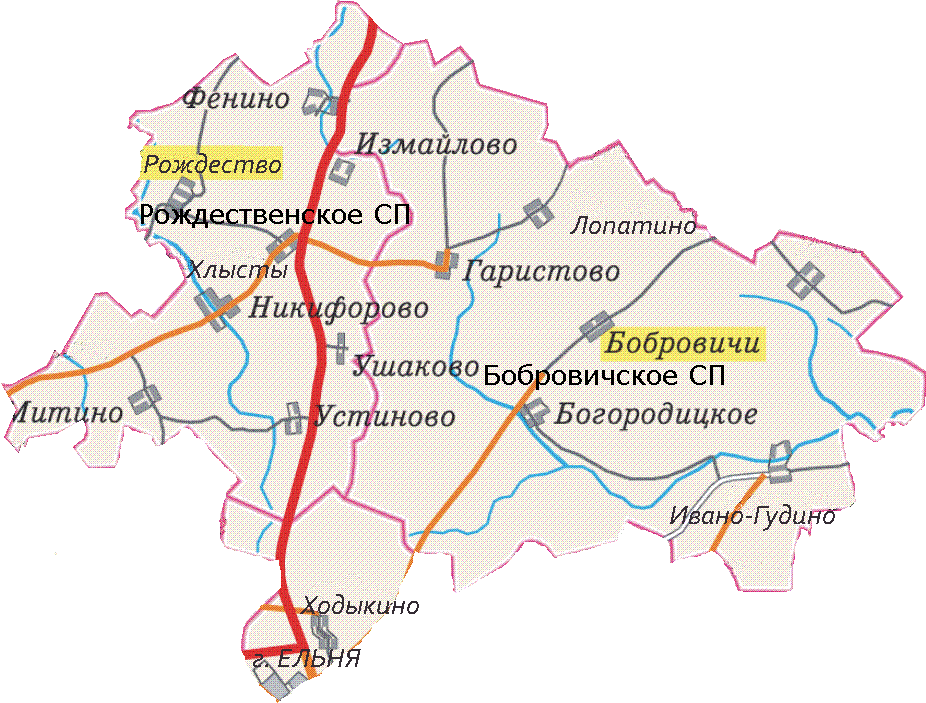 Фенино
Измайлово
Рождество
Рождественское СП
Лопатино
Хлысты
Гаристово
Никифорово
Бобровичи
Ушаково
Бобровичское СП
Митино
Устиново
Богородицкое
Ивано-Гудино
Ходыкино
г. ЕЛЬНЯ